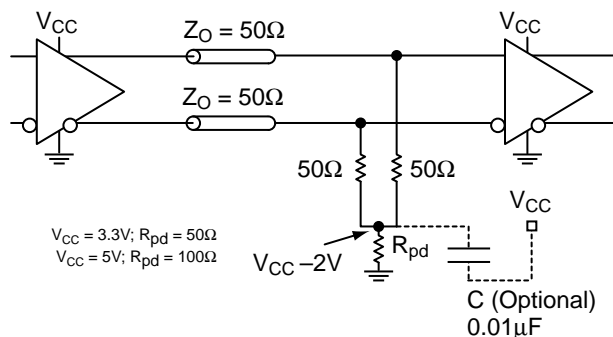 V_CC
Z_O = 50Ω
V_CC
Z_O = 50Ω
50Ω
50Ω
V_CC
V_CC = 3.3V; R_pd = 50Ω
V_CC = 5V; R_pd = 100Ω
R_pd
V_CC –2V
C (Optional)
0.01µF